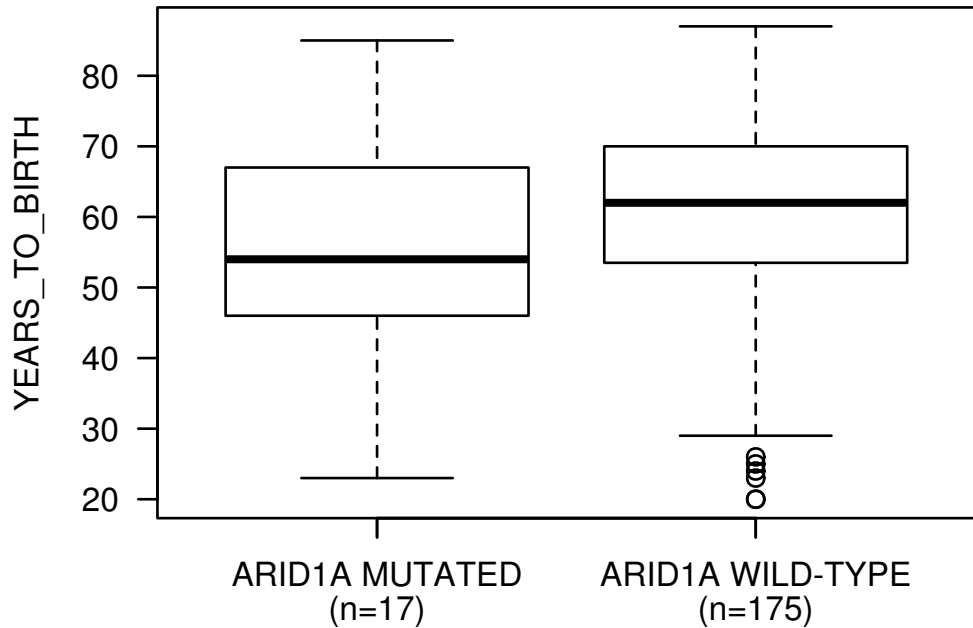 YEARS_TO_BIRTH
80
70
60
50
40
30
20
ARID1A MUTATED
(n=17)
ARID1A WILD-TYPE
(n=175)